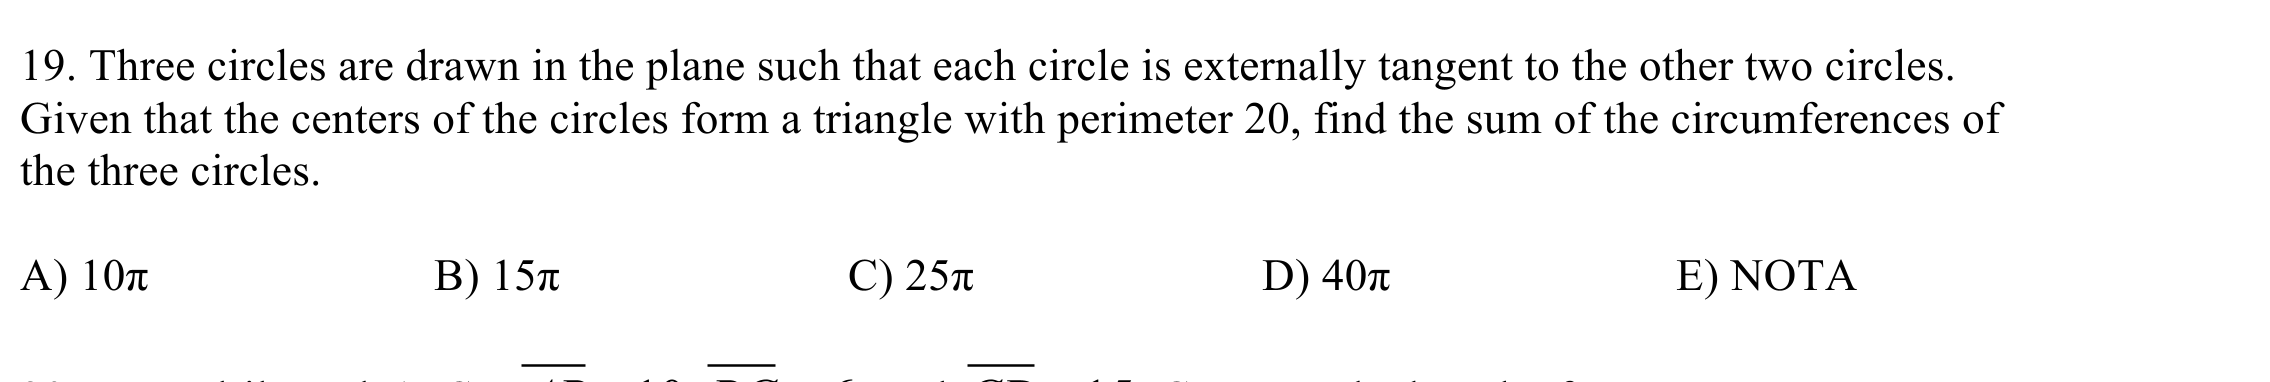 19. Three circles are drawn in the plane such that each circle is externally tangent to the other two circles.
Given that the centers of the circles form a triangle with perimeter 20, find the sum of the circumferences of
the three circles.
A) 10π B) 15π C) 25π D) 40π E) NOTA